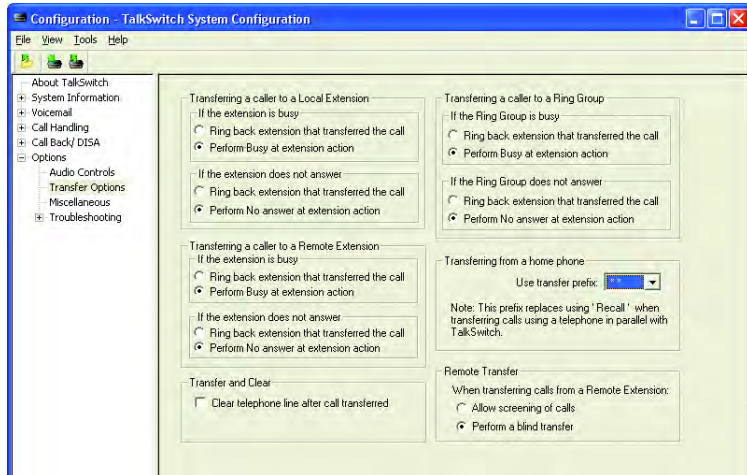 Configuration - TalkSwitch System Configuration
File View Tools Help
About TalkSwitch
System Information
Voicemail
Call Handling
Call Back/ DISA
Options
Audio Controls
Transfer Options
Miscellaneous
Troubleshooting
Transferring a caller to a Local Extension
If the extension is busy
Ring back extension that transferred the call
Perform Busy at extension action
If the extension does not answer
Ring back extension that transferred the call
Perform No answer at extension action
Transferring a caller to a Remote Extension
If the extension is busy
Ring back extension that transferred the call
Perform Busy at extension action
If the extension does not answer
Ring back extension that transferred the call
Perform No answer at extension action
Transfer and Clear
Clear telephone line after call transferred
Transferring a caller to a Ring Group
If the Ring Group is busy
Ring back extension that transferred the call
Perform Busy at extension action
If the Ring Group does not answer
Ring back extension that transferred the call
Perform No answer at extension action
Transferring from a home phone
Use transfer prefix: * *
Note: This prefix replaces using 'Recall' when
transferring calls using a telephone in parallel with
TalkSwitch.
Remote Transfer
When transferring calls from a Remote Extension:
Allow screening of calls
Perform a blind transfer